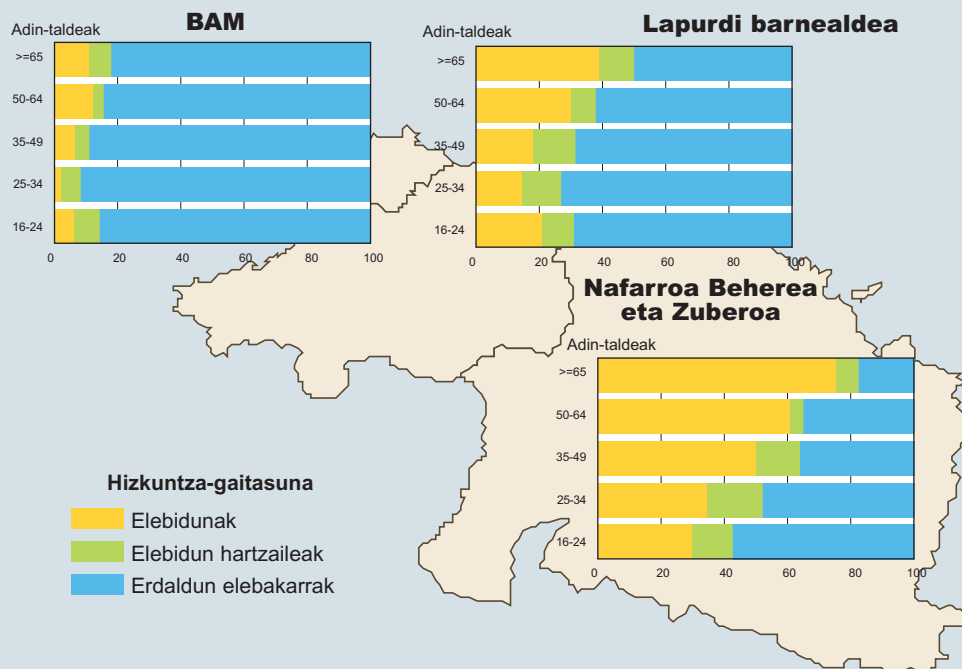 BAM
Adin-taldeak
>=65
50-64
35-49
25-34
16-24
0 20 40 60 80 100
Lapurdi barnealdea
Adin-taldeak
>=65
50-64
35-49
25-34
16-24
0 20 40 60 80 100
Nafarroa Beherea
eta Zuberoa
Adin-taldeak
>=65
50-64
35-49
25-34
16-24
0 20 40 60 80 100
Hizkuntza-gaitasuna
Elebidunak
Elebidun hartzaileak
Erdaldun elebakarrak